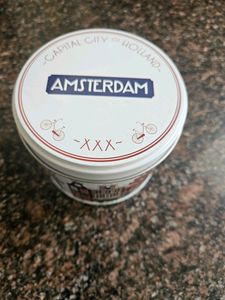 -CAPITAL CITY OF HOLLAND-
AMSTERDAM
-XXX-